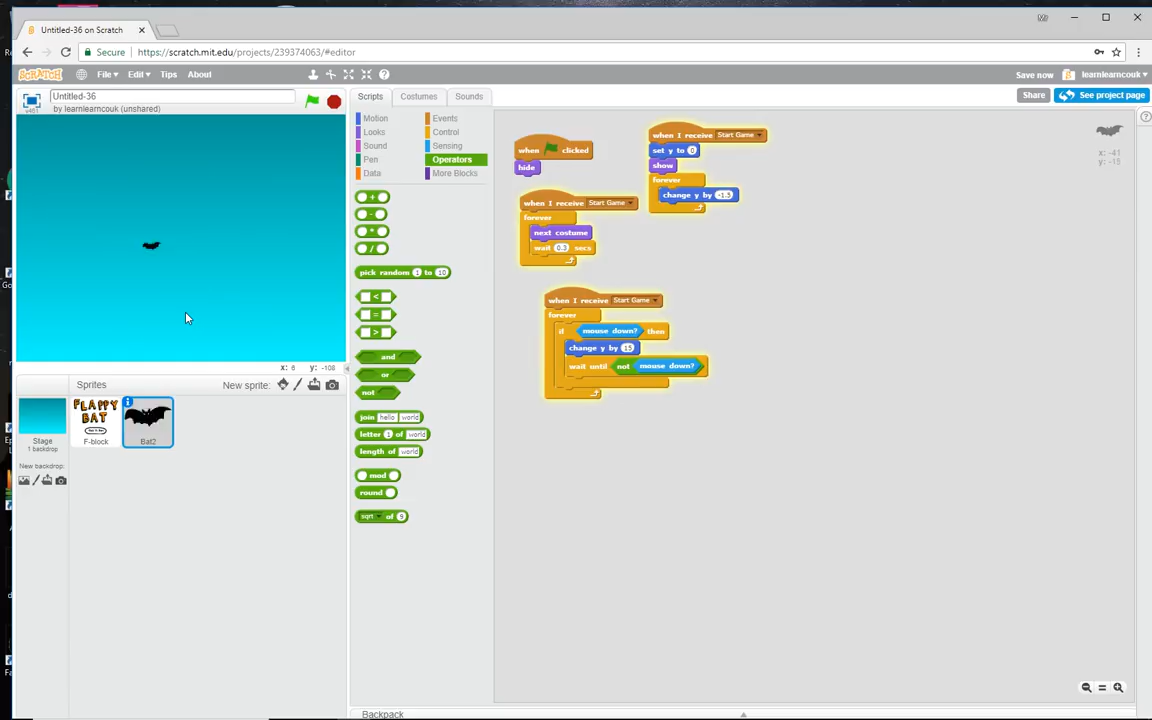 Untitled-36 on Scratch
Secure
https://scratch.mit.edu/projects/239374063/#editor
SCRATCH
File
Edit
Tips
About
Save now
learnlearncouk
Untitled-36
by learnlearncouk (unshared)
Scripts
Costumes
Sounds
Share
See project page
Motion
Looks
Sound
Pen
Data
Events
Control
Sensing
Operators
More Blocks
+
-
*
/
pick random 1 to 10
<
=
>
and
or
not
join hello world
letter 1 of world
length of world
mod
round
sqrt of 9
when clicked
hide
when I receive Start Game
forever
next costume
wait 0.3 secs
when I receive Start Game
set y to 0
show
forever
change y by -1.5
when I receive Start Game
forever
if mouse down? then
change y by 15
wait until not mouse down?
x: -41
y: -15
x: 6 y: -108
Sprites
New sprite:
Stage
1 backdrop
New backdrop:
FLAPPY
BAT
F-block
Bat2
Backpack